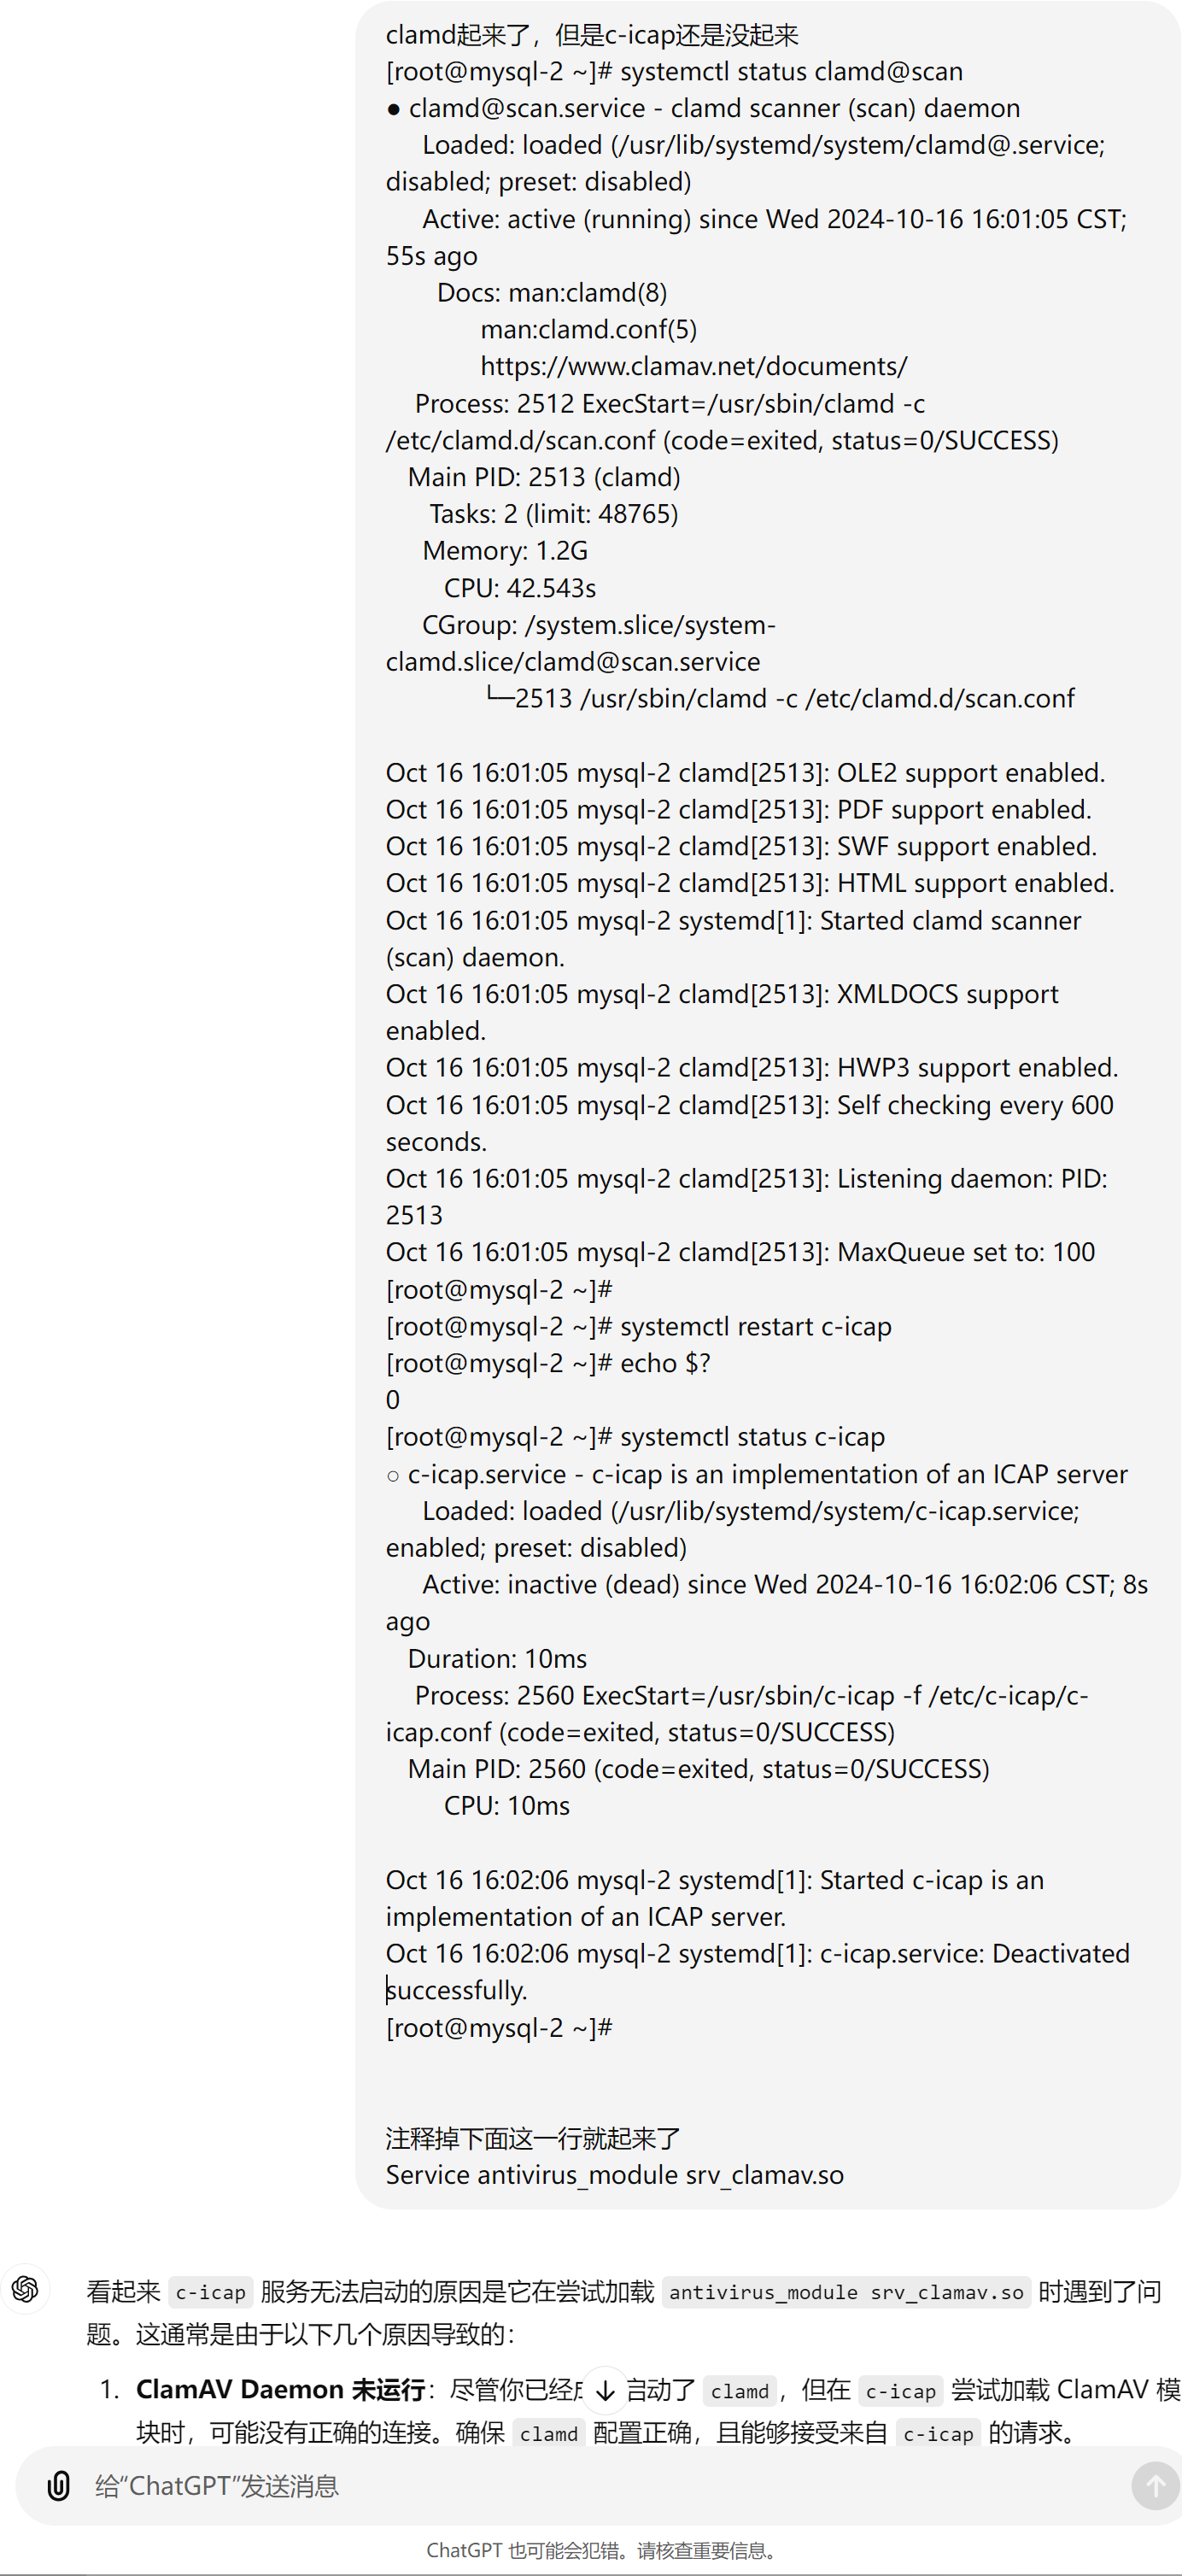 clamd起来了，但是c-icap还是没起来
[root@mysql-2 ~]# systemctl status clamd@scan
● clamd@scan.service - clamd scanner (scan) daemon
Loaded: loaded (/usr/lib/systemd/system/clamd@.service;
disabled; preset: disabled)
Active: active (running) since Wed 2024-10-16 16:01:05 CST;
55s ago
Docs: man:clamd(8)
man:clamd.conf(5)
https://www.clamav.net/documents/
Process: 2512 ExecStart=/usr/sbin/clamd -c
/etc/clamd.d/scan.conf (code=exited, status=0/SUCCESS)
Main PID: 2513 (clamd)
Tasks: 2 (limit: 48765)
Memory: 1.2G
CPU: 42.543s
CGroup: /system.slice/system-
clamd.slice/clamd@scan.service
└─2513 /usr/sbin/clamd -c /etc/clamd.d/scan.conf
Oct 16 16:01:05 mysql-2 clamd[2513]: OLE2 support enabled.
Oct 16 16:01:05 mysql-2 clamd[2513]: PDF support enabled.
Oct 16 16:01:05 mysql-2 clamd[2513]: SWF support enabled.
Oct 16 16:01:05 mysql-2 clamd[2513]: HTML support enabled.
Oct 16 16:01:05 mysql-2 systemd[1]: Started clamd scanner
(scan) daemon.
Oct 16 16:01:05 mysql-2 clamd[2513]: XMLDOCS support
enabled.
Oct 16 16:01:05 mysql-2 clamd[2513]: HWP3 support enabled.
Oct 16 16:01:05 mysql-2 clamd[2513]: Self checking every 600
seconds.
Oct 16 16:01:05 mysql-2 clamd[2513]: Listening daemon: PID:
2513
Oct 16 16:01:05 mysql-2 clamd[2513]: MaxQueue set to: 100
[root@mysql-2 ~]#
[root@mysql-2 ~]# systemctl restart c-icap
[root@mysql-2 ~]# echo $?
0
[root@mysql-2 ~]# systemctl status c-icap
○ c-icap.service - c-icap is an implementation of an ICAP server
Loaded: loaded (/usr/lib/systemd/system/c-icap.service;
enabled; preset: disabled)
Active: inactive (dead) since Wed 2024-10-16 16:02:06 CST; 8s
ago
Duration: 10ms
Process: 2560 ExecStart=/usr/sbin/c-icap -f /etc/c-icap/c-
icap.conf (code=exited, status=0/SUCCESS)
Main PID: 2560 (code=exited, status=0/SUCCESS)
CPU: 10ms
Oct 16 16:02:06 mysql-2 systemd[1]: Started c-icap is an
implementation of an ICAP server.
Oct 16 16:02:06 mysql-2 systemd[1]: c-icap.service: Deactivated
successfully.
[root@mysql-2 ~]#
注释掉下面这一行就起来了
Service antivirus_module srv_clamav.so
看起来 c-icap 服务无法启动的原因是它在尝试加载 antivirus_module srv_clamav.so 时遇到了问
题。这通常是由于以下几个原因导致的：
1. ClamAV Daemon 未运行：尽管你已经 启动了 clamd，但在 c-icap 尝试加载 ClamAV 模
块时，可能没有正确的连接。确保 clamd 配置正确，且能够接受来自 c-icap 的请求。
给“ChatGPT”发送消息
ChatGPT 也可能会犯错。请核查重要信息。